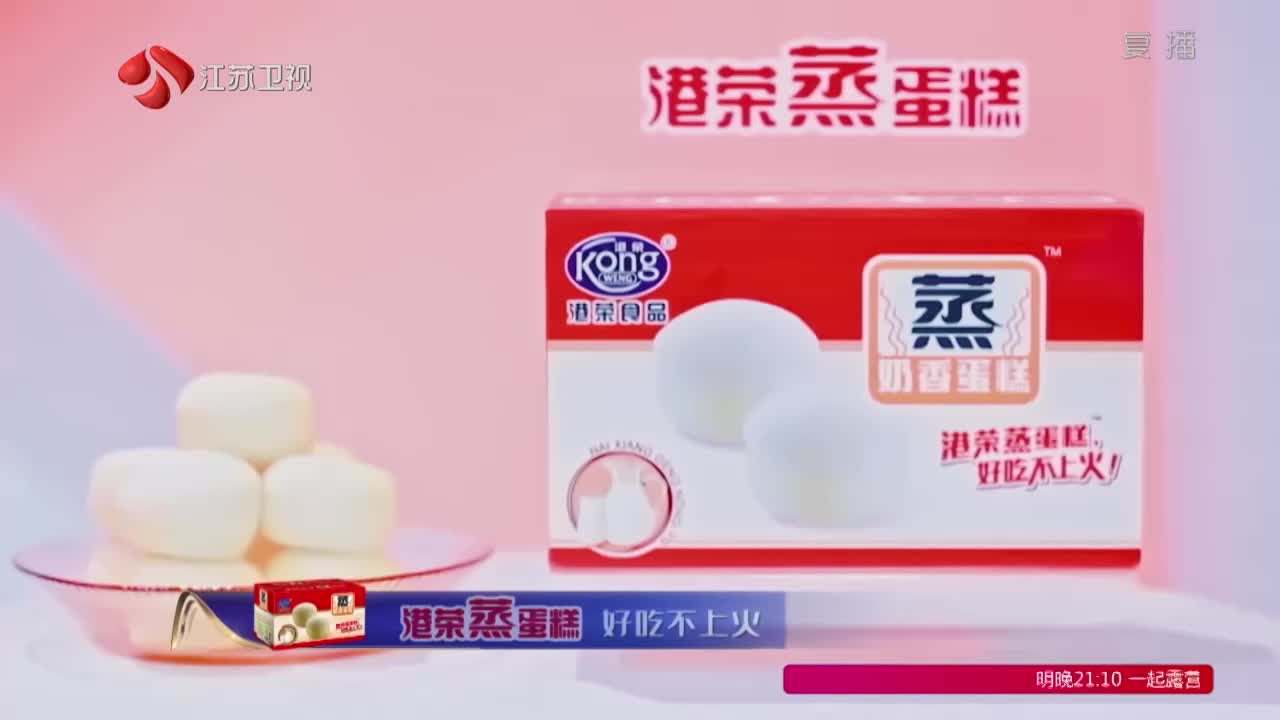 江苏卫视
复播
港荣蒸蛋糕
港荣
Kong
WENG
®
港荣食品
蒸
TM
奶香蛋糕
港荣蒸蛋糕,
好吃不上火!
港荣蒸蛋糕 好吃不上火
明晚21:10 一起露营